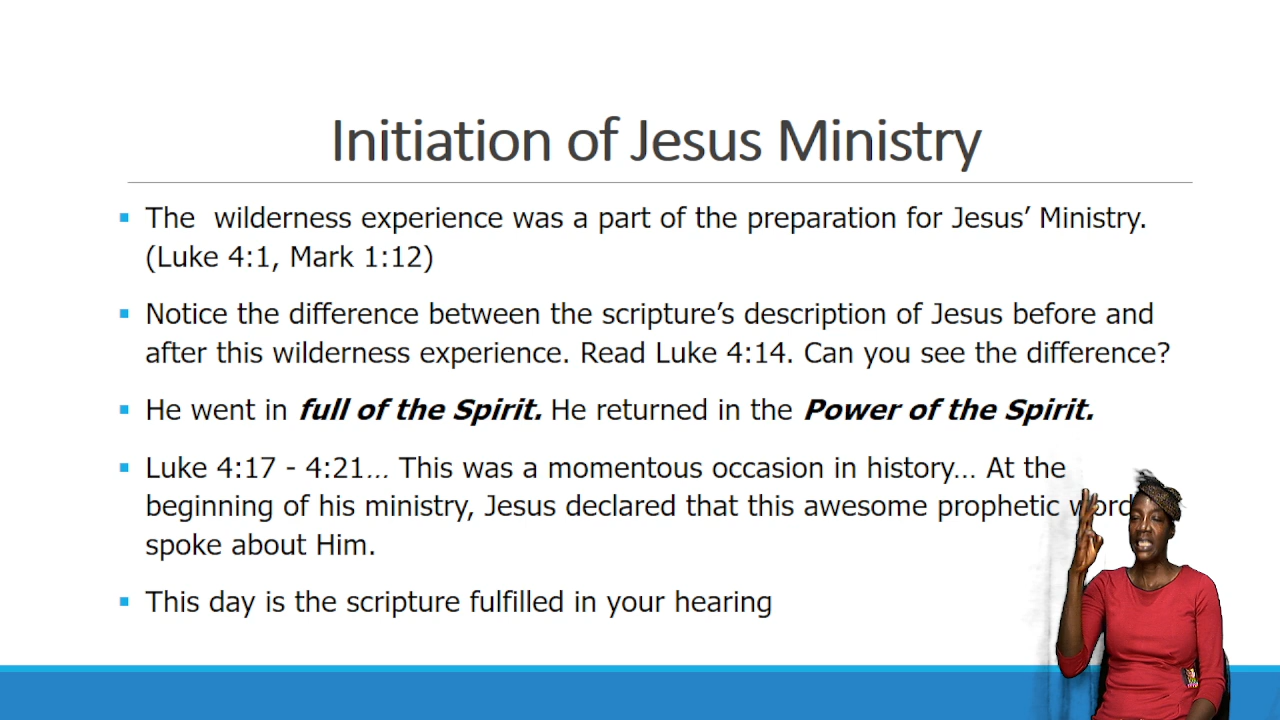 Initiation of Jesus Ministry
▪ The  wilderness experience was a part of the preparation for Jesus’ Ministry.
(Luke 4:1, Mark 1:12)
▪ Notice the difference between the scripture’s description of Jesus before and
after this wilderness experience. Read Luke 4:14. Can you see the difference?
▪ He went in full of the Spirit. He returned in the Power of the Spirit.
▪ Luke 4:17 - 4:21… This was a momentous occasion in history… At the
beginning of his ministry, Jesus declared that this awesome prophetic word
spoke about Him.
▪ This day is the scripture fulfilled in your hearing